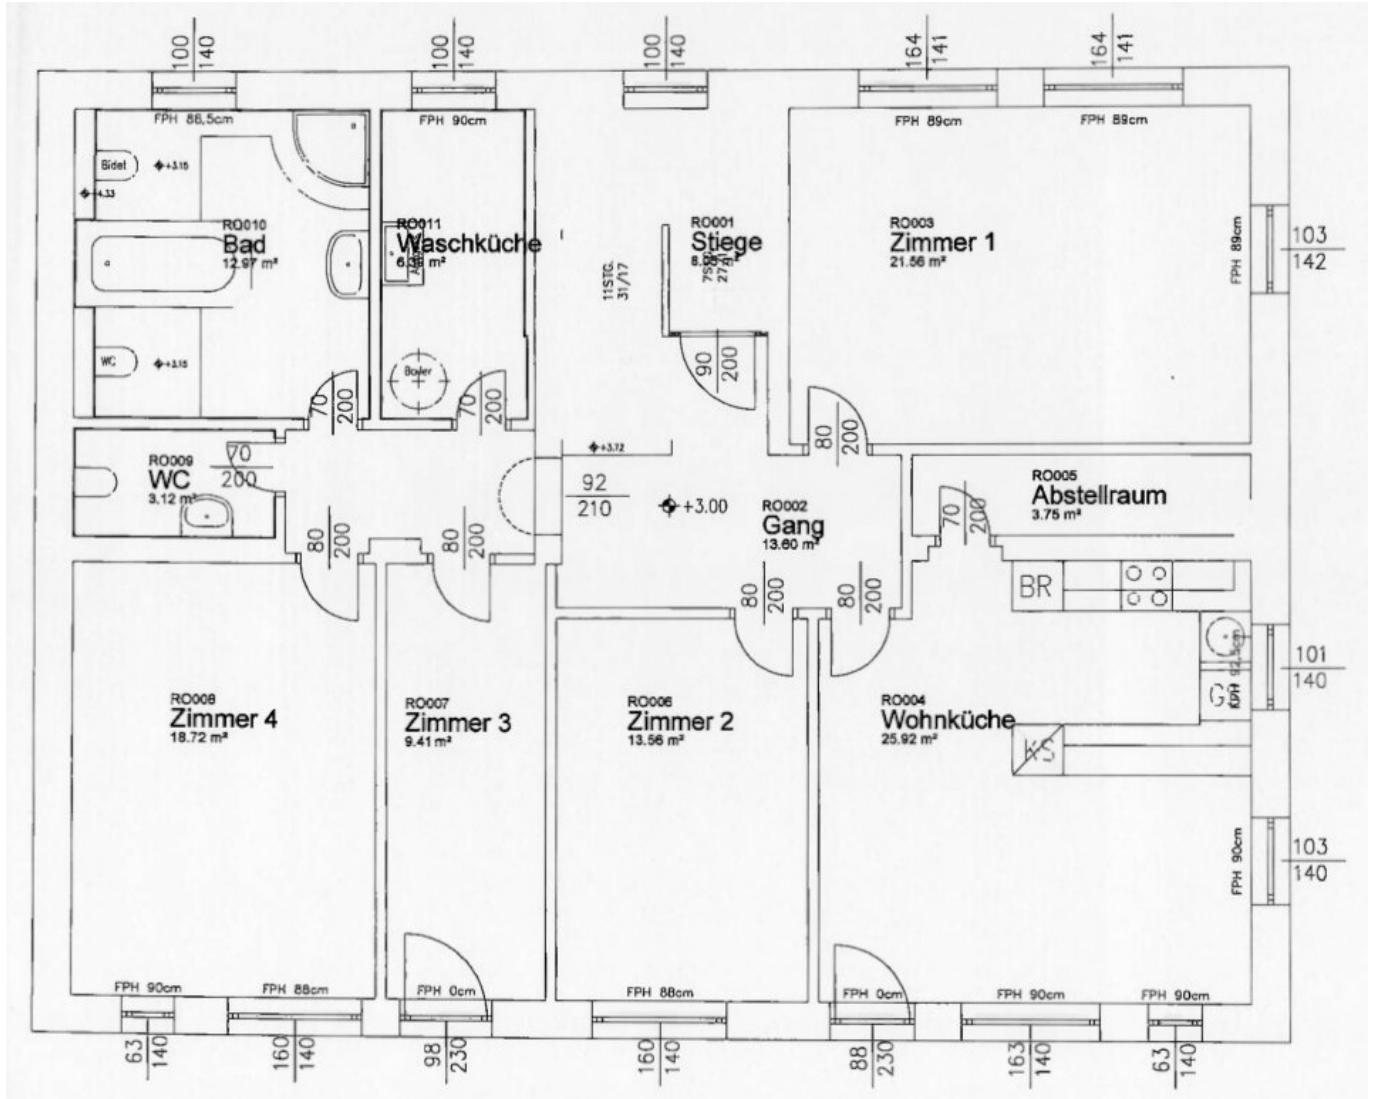 100
140
100
140
100
140
164
141
164
141
FPH 86,5cm
FPH 90cm
FPH 89cm
FPH 89cm
Bidet
+3.15
RO010
Bad
12.97 m²
RO011
Waschküche
RO001
Stiege
RO003
Zimmer 1
21.56 m²
FPH 89cm
103
142
11STG.
31/17
WC
+3.15
Boiler
90
200
70
200
70
200
80
200
+3.72
RO009
WC
3.12 m²
70
200
92
210
+3.00
RO002
Gang
13.60 m²
RO005
Abstellraum
3.75 m²
70
200
80
200
80
200
80
200
80
200
BR
101
140
RO008
Zimmer 4
18.72 m²
RO007
Zimmer 3
9.41 m²
RO006
Zimmer 2
13.56 m²
RO004
Wohnküche
25.92 m²
KS
FPH 90cm
103
140
FPH 90cm
FPH 88cm
FPH 0cm
FPH 88cm
FPH 0cm
FPH 90cm
FPH 90cm
63
140
160
140
98
230
160
140
88
230
163
140
63
140